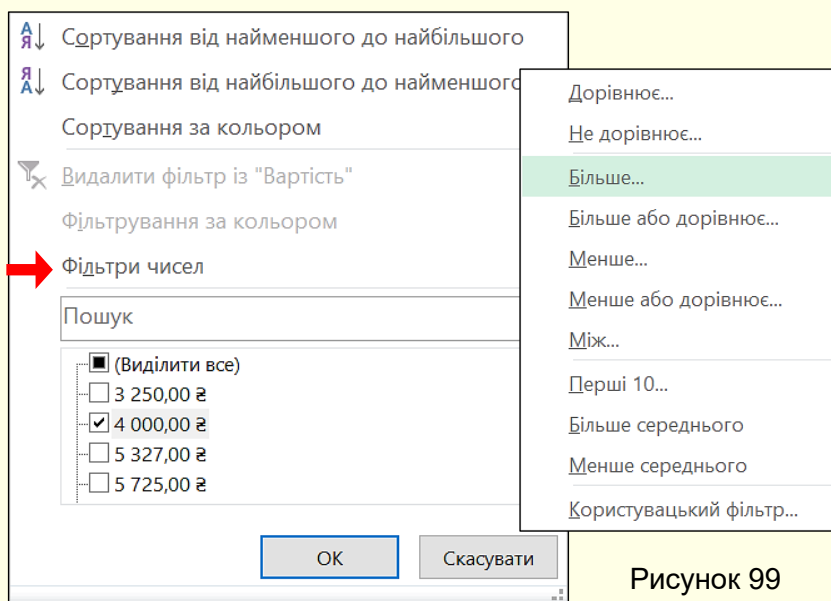 Сортування від найменшого до найбільшого
Сортування від найбільшого до найменшого
Сортування за кольором
Видалити фільтр із "Вартість"
Фільтрування за кольором
Фільтри чисел
Пошук
(Виділити все)
3 250,00 ₴
4 000,00 ₴
5 327,00 ₴
5 725,00 ₴
ОК
Скасувати
Дорівнює...
Не дорівнює...
Більше...
Більше або дорівнює...
Менше...
Менше або дорівнює...
Між...
Перші 10...
Більше середнього
Менше середнього
Користувацький фільтр...
Рисунок 99